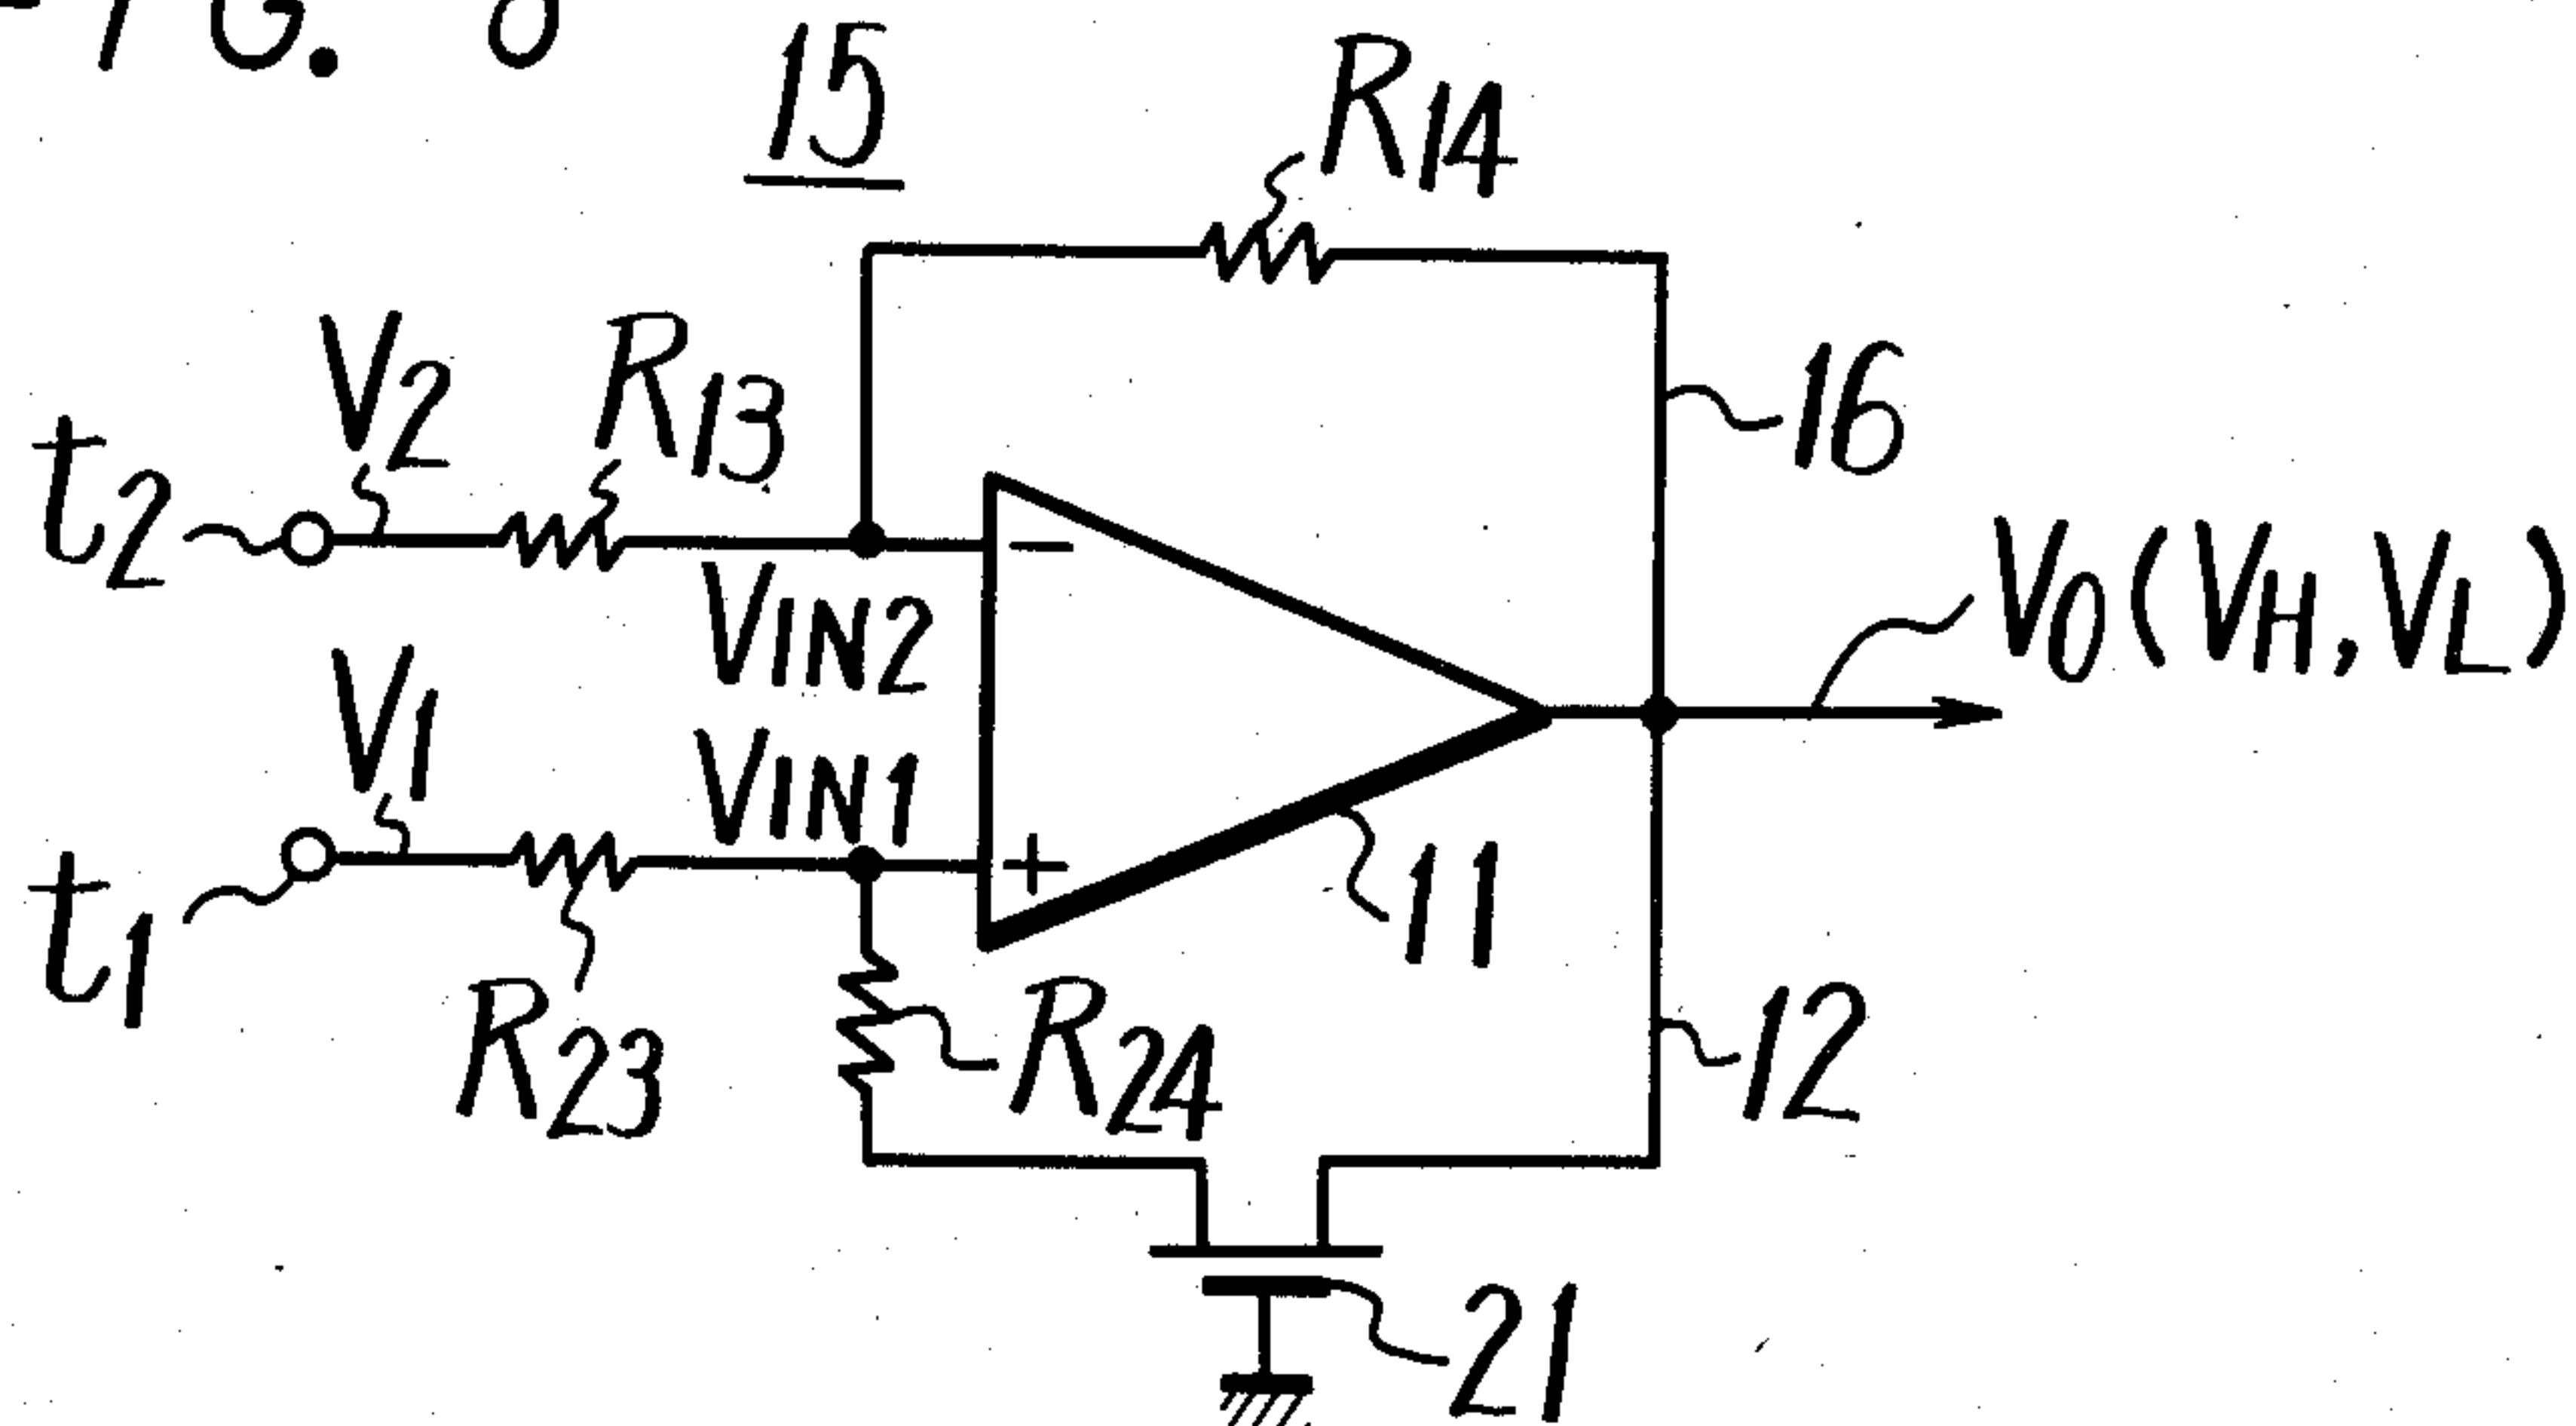 15
R14
V2
R13
t2
16
VIN2
V0(VH,VL)
V1
VIN1
t1
11
R23
R24
12
21
−
+